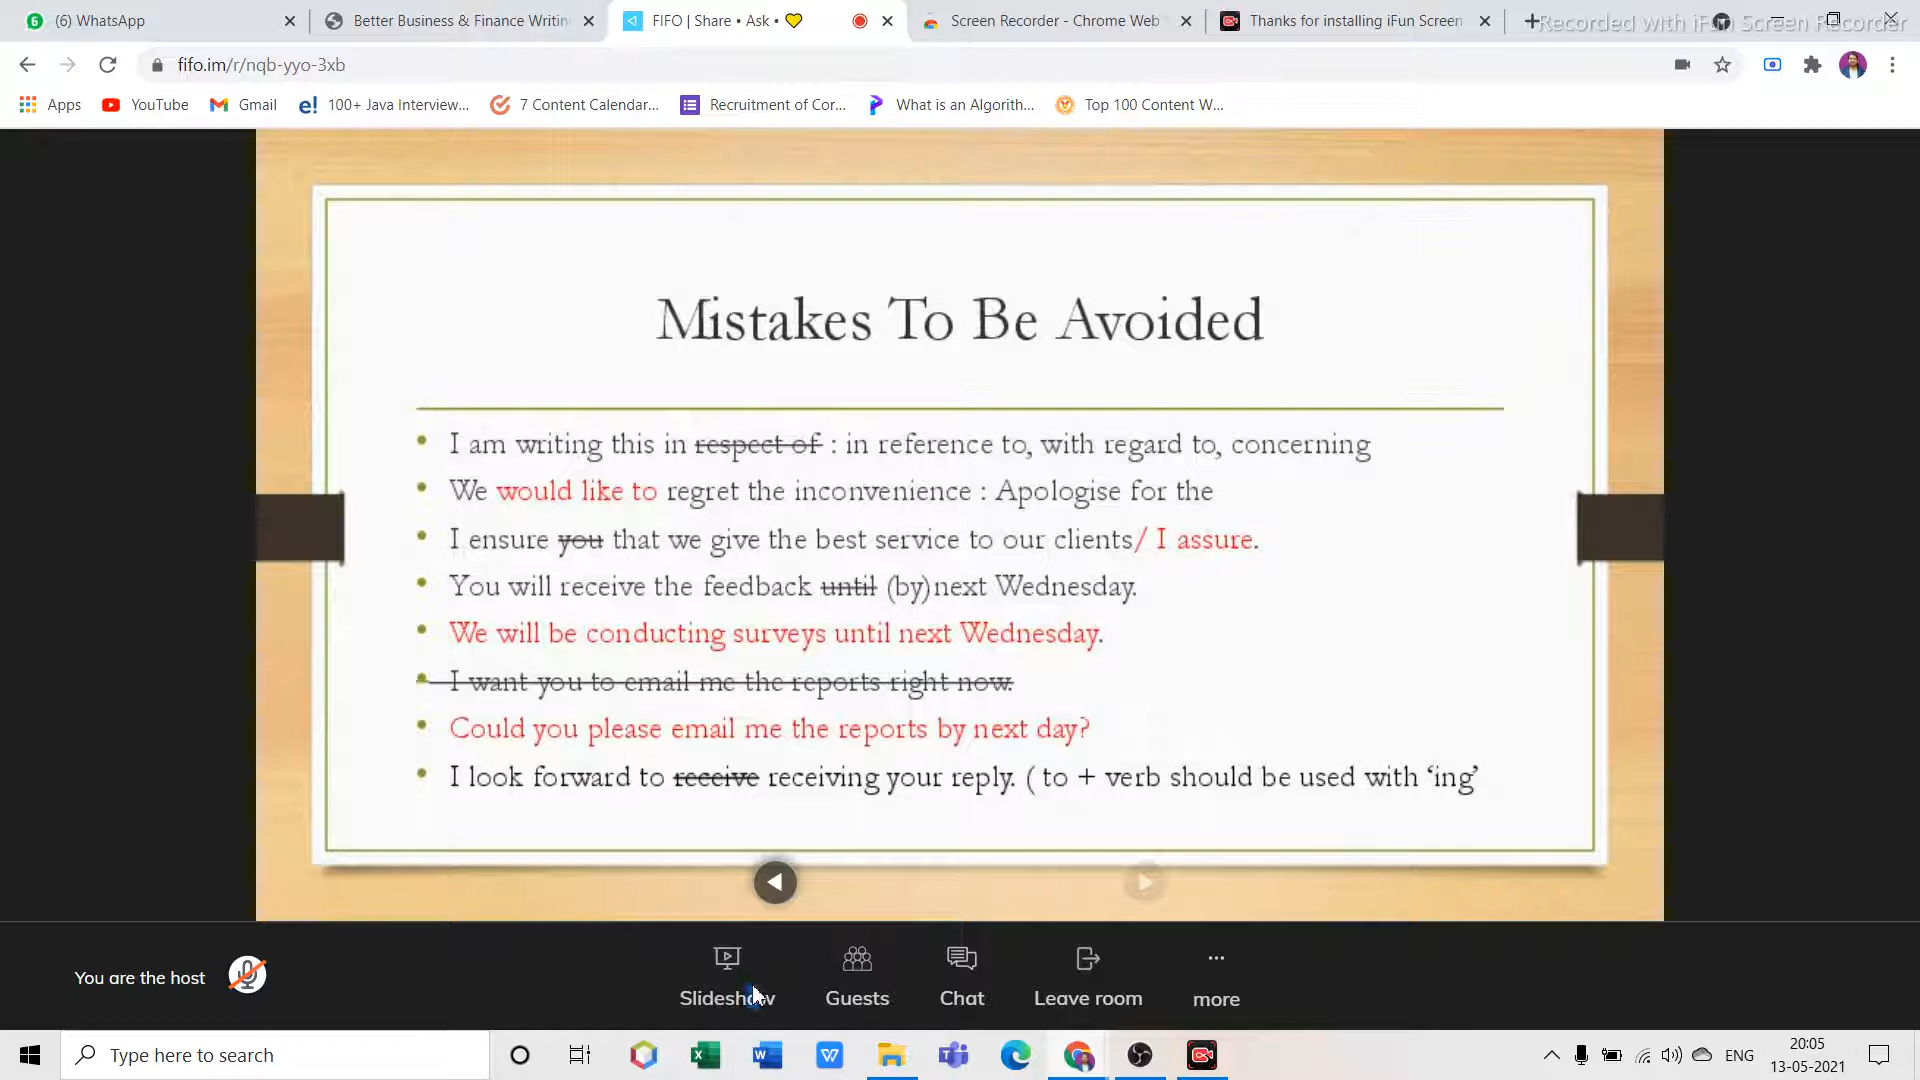 6 (6) WhatsApp
Better Business & Finance Writin
FIFO | Share • Ask •
Screen Recorder - Chrome Web
Thanks for installing iFun Screen
Recorded with iFun Screen Recorder
fifo.im/r/nqb-yyo-3xb
Apps YouTube Gmail e! 100+ Java Interview... 7 Content Calendar... Recruitment of Cor... What is an Algorith... Top 100 Content W...
Mistakes To Be Avoided
• I am writing this in respect of : in reference to, with regard to, concerning
• We would like to regret the inconvenience : Apologise for the
• I ensure you that we give the best service to our clients/ I assure.
• You will receive the feedback until (by)next Wednesday.
• We will be conducting surveys until next Wednesday.
• I want you to email me the reports right now.
• Could you please email me the reports by next day?
• I look forward to receive receiving your reply. ( to + verb should be used with ‘ing’
You are the host
Slideshow Guests Chat Leave room more
Type here to search
ENG
20:05
13-05-2021